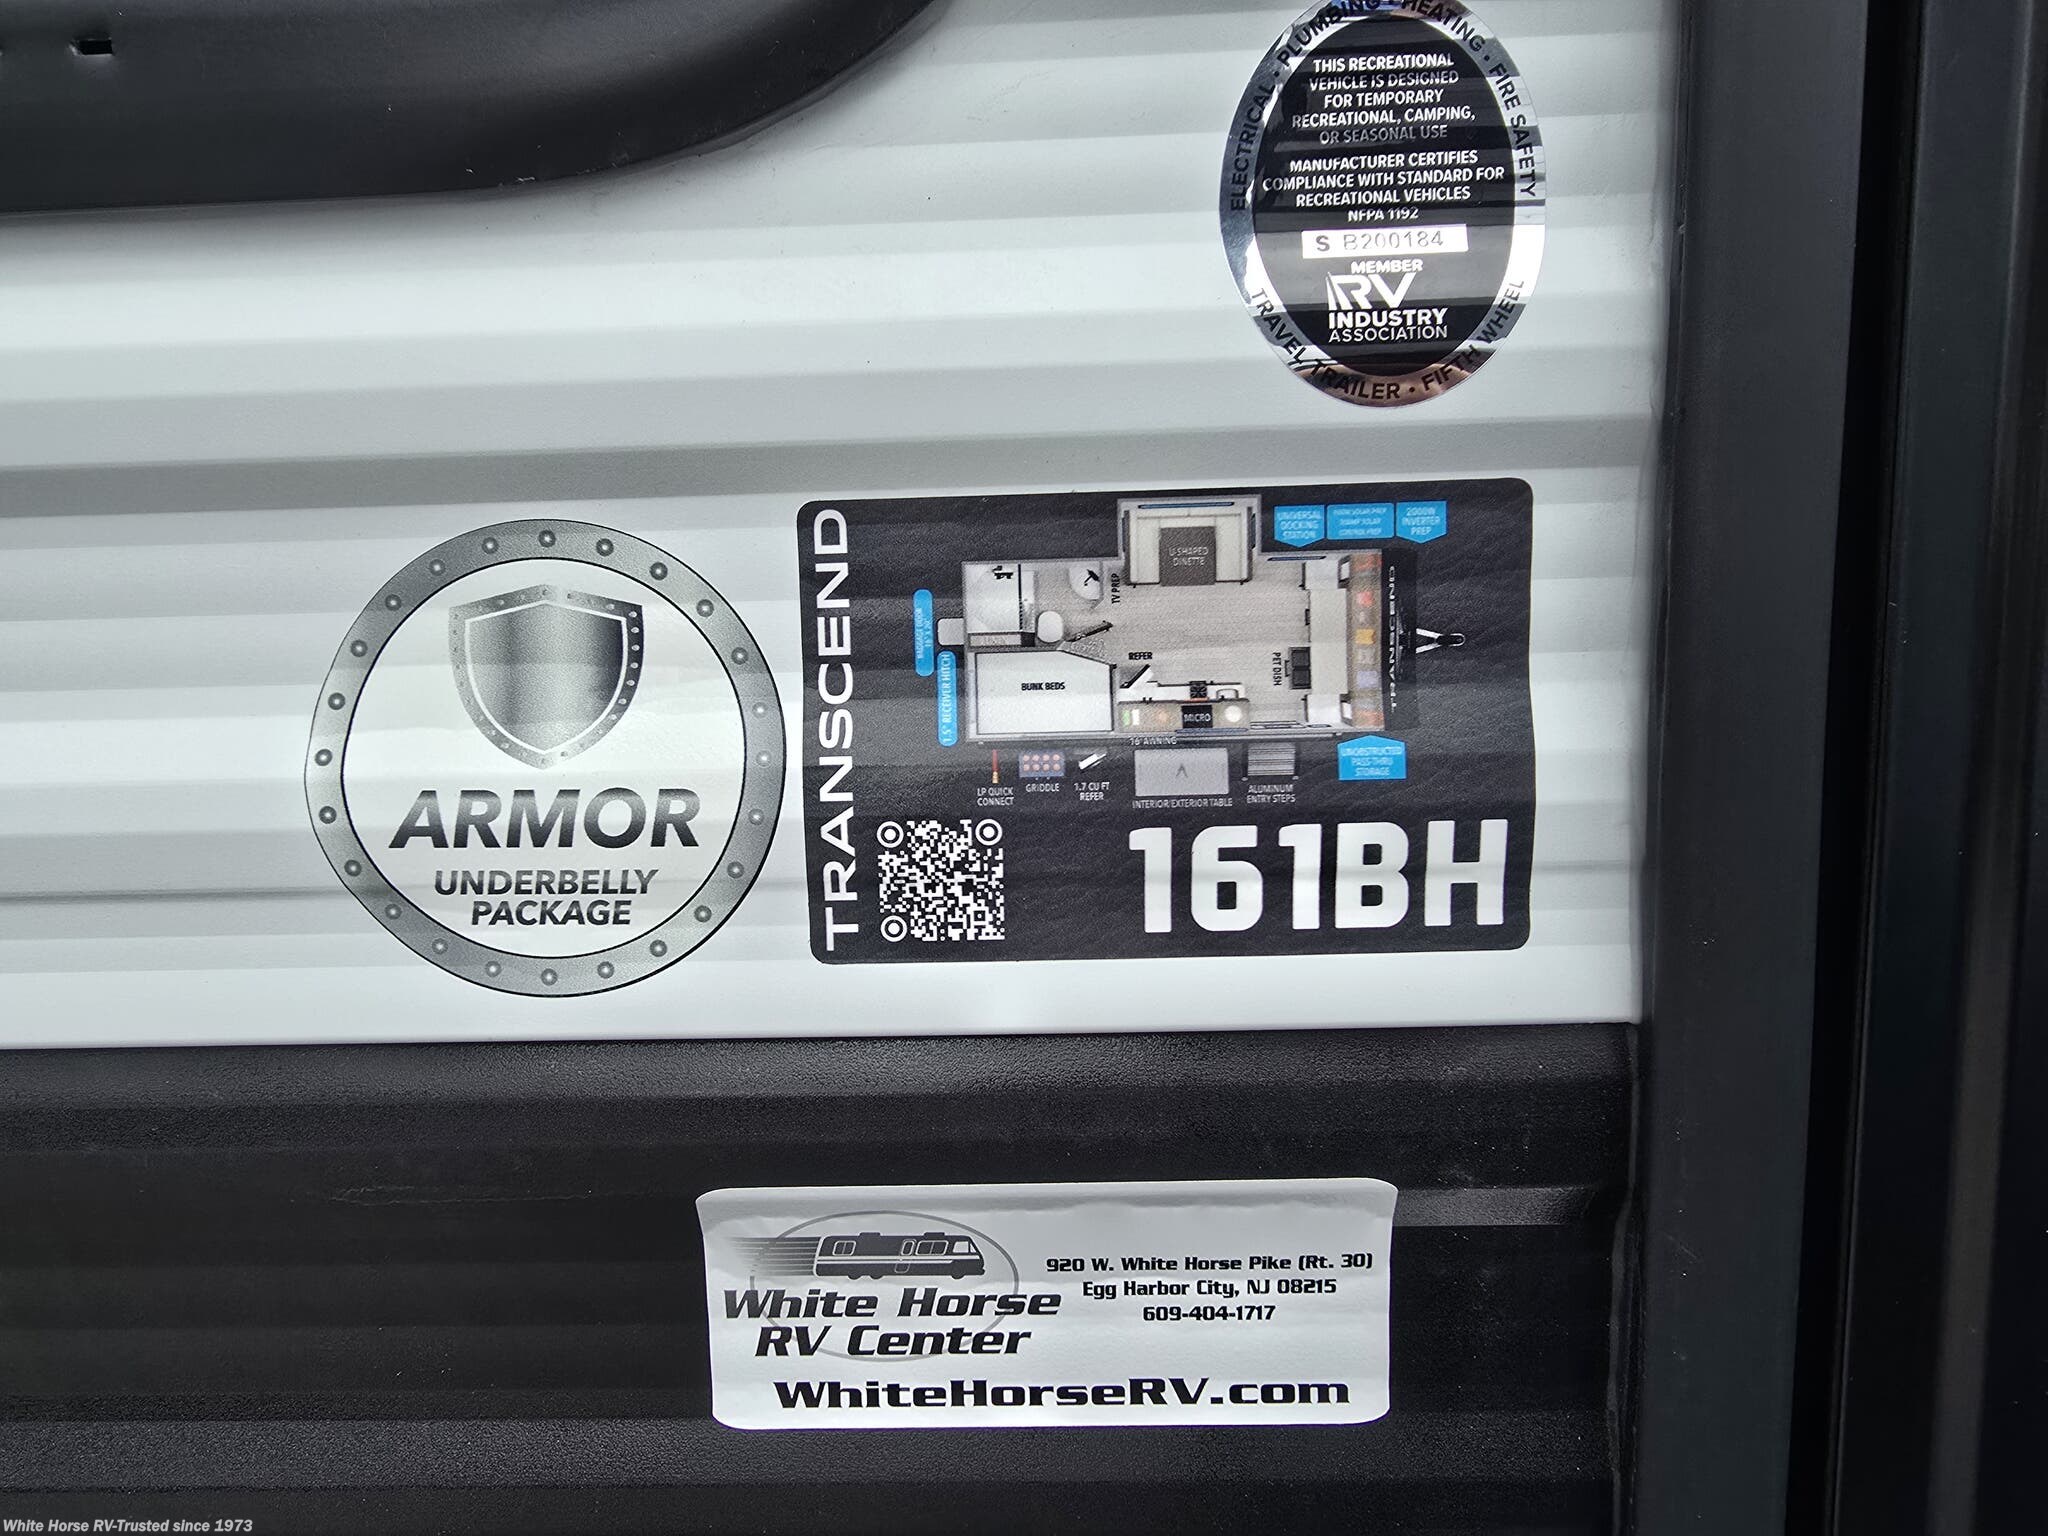 ELECTRICAL • PLUMBING • HEATING • FIRE SAFETY
THIS RECREATIONAL
VEHICLE IS DESIGNED
FOR TEMPORARY
RECREATIONAL, CAMPING,
OR SEASONAL USE
MANUFACTURER CERTIFIES
COMPLIANCE WITH STANDARD FOR
RECREATIONAL VEHICLES
NFPA 1192
S B200184
MEMBER
RV
INDUSTRY
ASSOCIATION
TRAVEL TRAILER • FIFTH WHEEL
ARMOR
UNDERBELLY
PACKAGE
TRANSCEND
UNIVERSAL
DOCKING
STATION
2000W
INVERTER
PREP
U-SHAPED
DINETTE
TV PREP
BAGGAGE DOOR
1.5" RECEIVER HITCH
BUNK BEDS
REFER
MICRO
PET DISH
TRANSCEND
16' AWNING
UNOBSTRUCTED
PASS-THRU
STORAGE
LP QUICK
CONNECT
GRIDDLE
1.7 CU FT
REFER
INTERIOR/EXTERIOR TABLE
ALUMINUM
ENTRY STEPS
161BH
White Horse
RV Center
920 W. White Horse Pike (Rt. 30)
Egg Harbor City, NJ 08215
609-404-1717
WhiteHorseRV.com
White Horse RV-Trusted since 1973